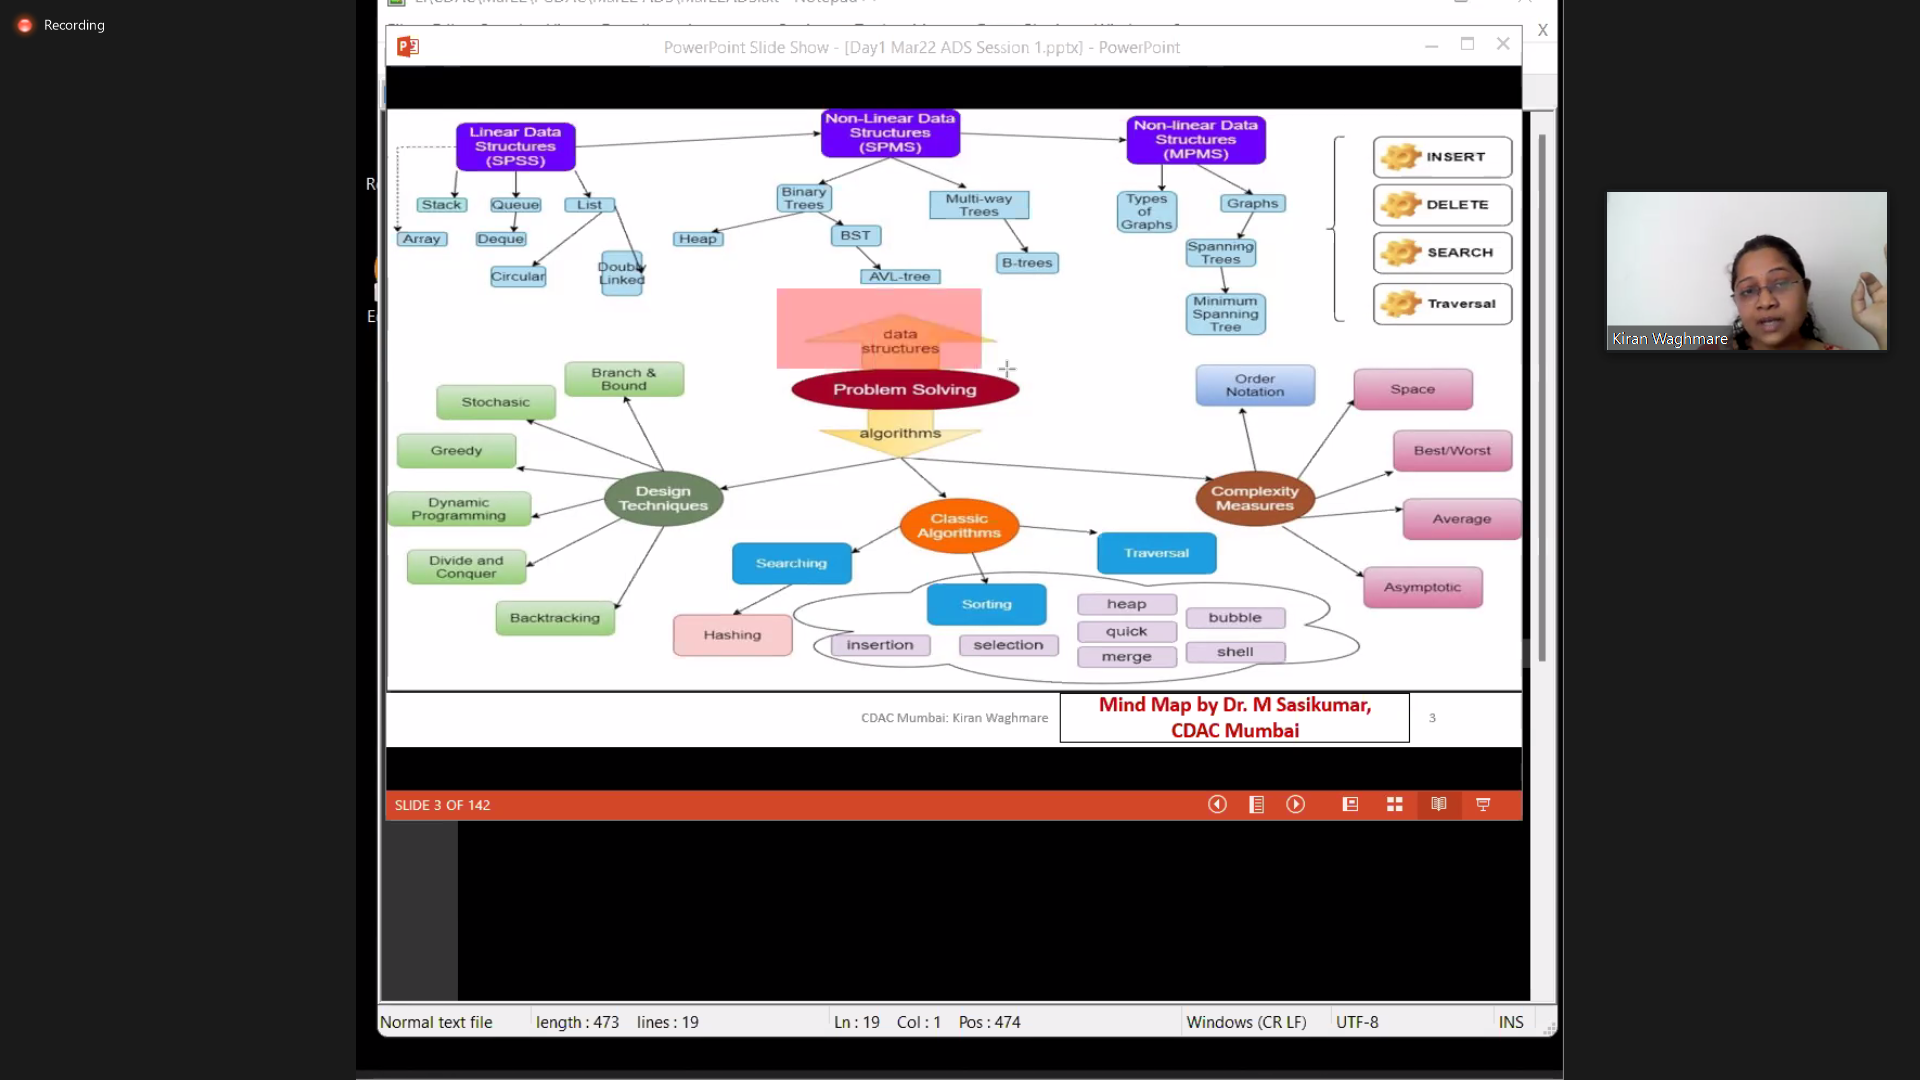 Recording
PowerPoint Slide Show - [Day1 Mar22 ADS Session 1.pptx] - PowerPoint
X
Linear Data
Structures
(SPSS)
Non-Linear Data
Structures
(SPMS)
Non-linear Data
Structures
(MPMS)
INSERT
DELETE
SEARCH
Traversal
Stack
Queue
List
Array
Deque
Circular
Doubly
Linked
Binary
Trees
Multi-way
Trees
Heap
BST
AVL-tree
B-trees
Types
of
Graphs
Graphs
Spanning
Trees
Minimum
Spanning
Tree
data
structures
Problem Solving
algorithms
Branch &
Bound
Stochasic
Greedy
Dynamic
Programming
Divide and
Conquer
Backtracking
Design
Techniques
Classic
Algorithms
Searching
Hashing
Sorting
Traversal
insertion
selection
heap
quick
merge
bubble
shell
Order
Notation
Complexity
Measures
Space
Best/Worst
Average
Asymptotic
CDAC Mumbai: Kiran Waghmare
Mind Map by Dr. M Sasikumar,
CDAC Mumbai
3
SLIDE 3 OF 142
Normal text file
length : 473 lines : 19
Ln : 19 Col : 1 Pos : 474
Windows (CR LF)
UTF-8
INS
Kiran Waghmare